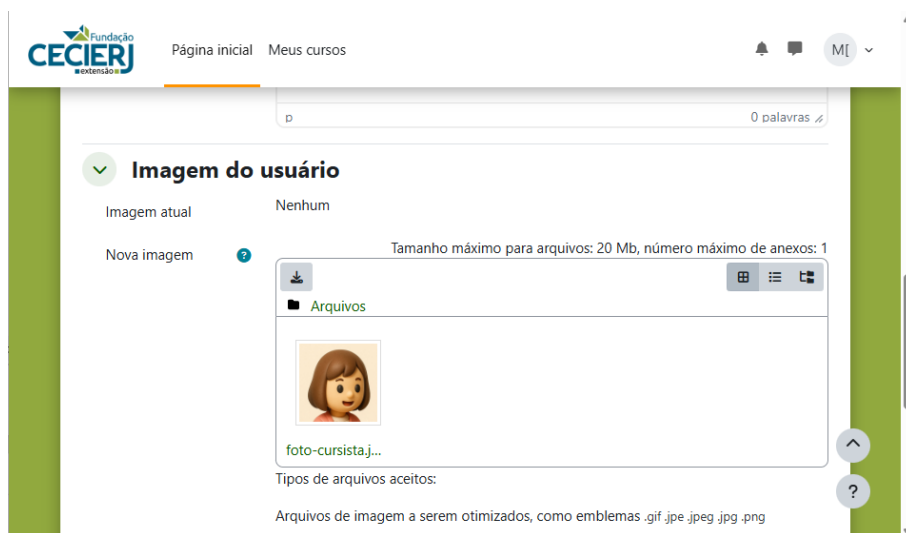 Fundação
CECIERJ
extensão
Página inicial Meus cursos M[
p 0 palavras
Imagem do usuário
Imagem atual Nenhum
Nova imagem ? Tamanho máximo para arquivos: 20 Mb, número máximo de anexos: 1
Arquivos
foto-cursista.j...
Tipos de arquivos aceitos:
?
Arquivos de imagem a serem otimizados, como emblemas .gif .jpe .jpeg .jpg .png